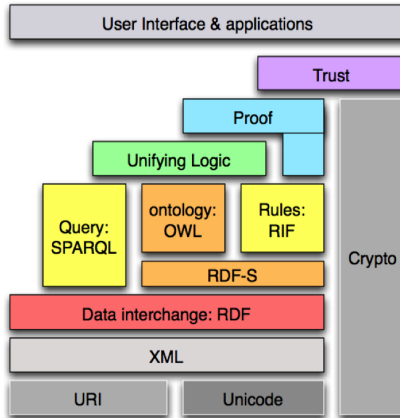 User Interface & applications
Trust
Proof
Unifying Logic
Query:
SPARQL
ontology:
OWL
Rules:
RIF
Crypto
RDF-S
Data interchange: RDF
XML
URI
Unicode